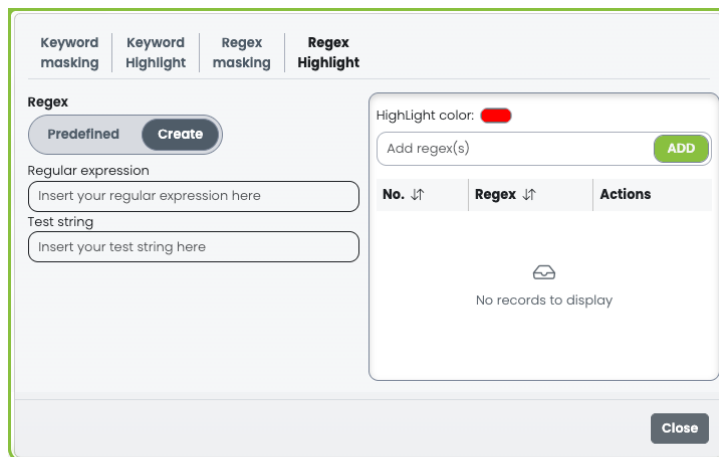 Keyword masking
Keyword Highlight
Regex masking
Regex Highlight
Regex
Predefined
Create
Regular expression
Insert your regular expression here
Test string
Insert your test string here
HighLight color:
Add regex(s)
ADD
No.
Regex
Actions
No records to display
Close